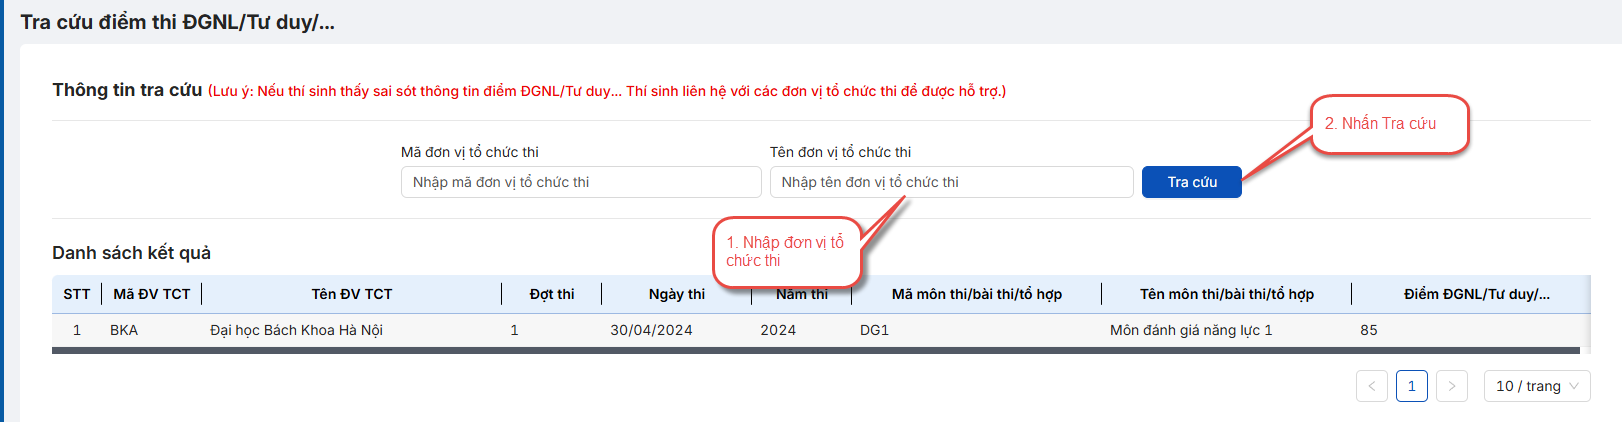 Tra cứu điểm thi ĐGNL/Tư duy/...
Thông tin tra cứu (Lưu ý: Nếu thí sinh thấy sai sót thông tin điểm ĐGNL/Tư duy... Thí sinh liên hệ với các đơn vị tổ chức thi để được hỗ trợ.)
2. Nhấn Tra cứu
Mã đơn vị tổ chức thi Tên đơn vị tổ chức thi
Nhập mã đơn vị tổ chức thi Nhập tên đơn vị tổ chức thi Tra cứu
1. Nhập đơn vị tổ
chức thi
Danh sách kết quả
STT Mã ĐV TCT Tên ĐV TCT Đợt thi Ngày thi Năm thi Mã môn thi/bài thi/tổ hợp Tên môn thi/bài thi/tổ hợp Điểm ĐGNL/Tư duy/...
1 BKA Đại học Bách Khoa Hà Nội 1 30/04/2024 2024 DG1 Môn đánh giá năng lực 1 85
< 1 > 10 / trang